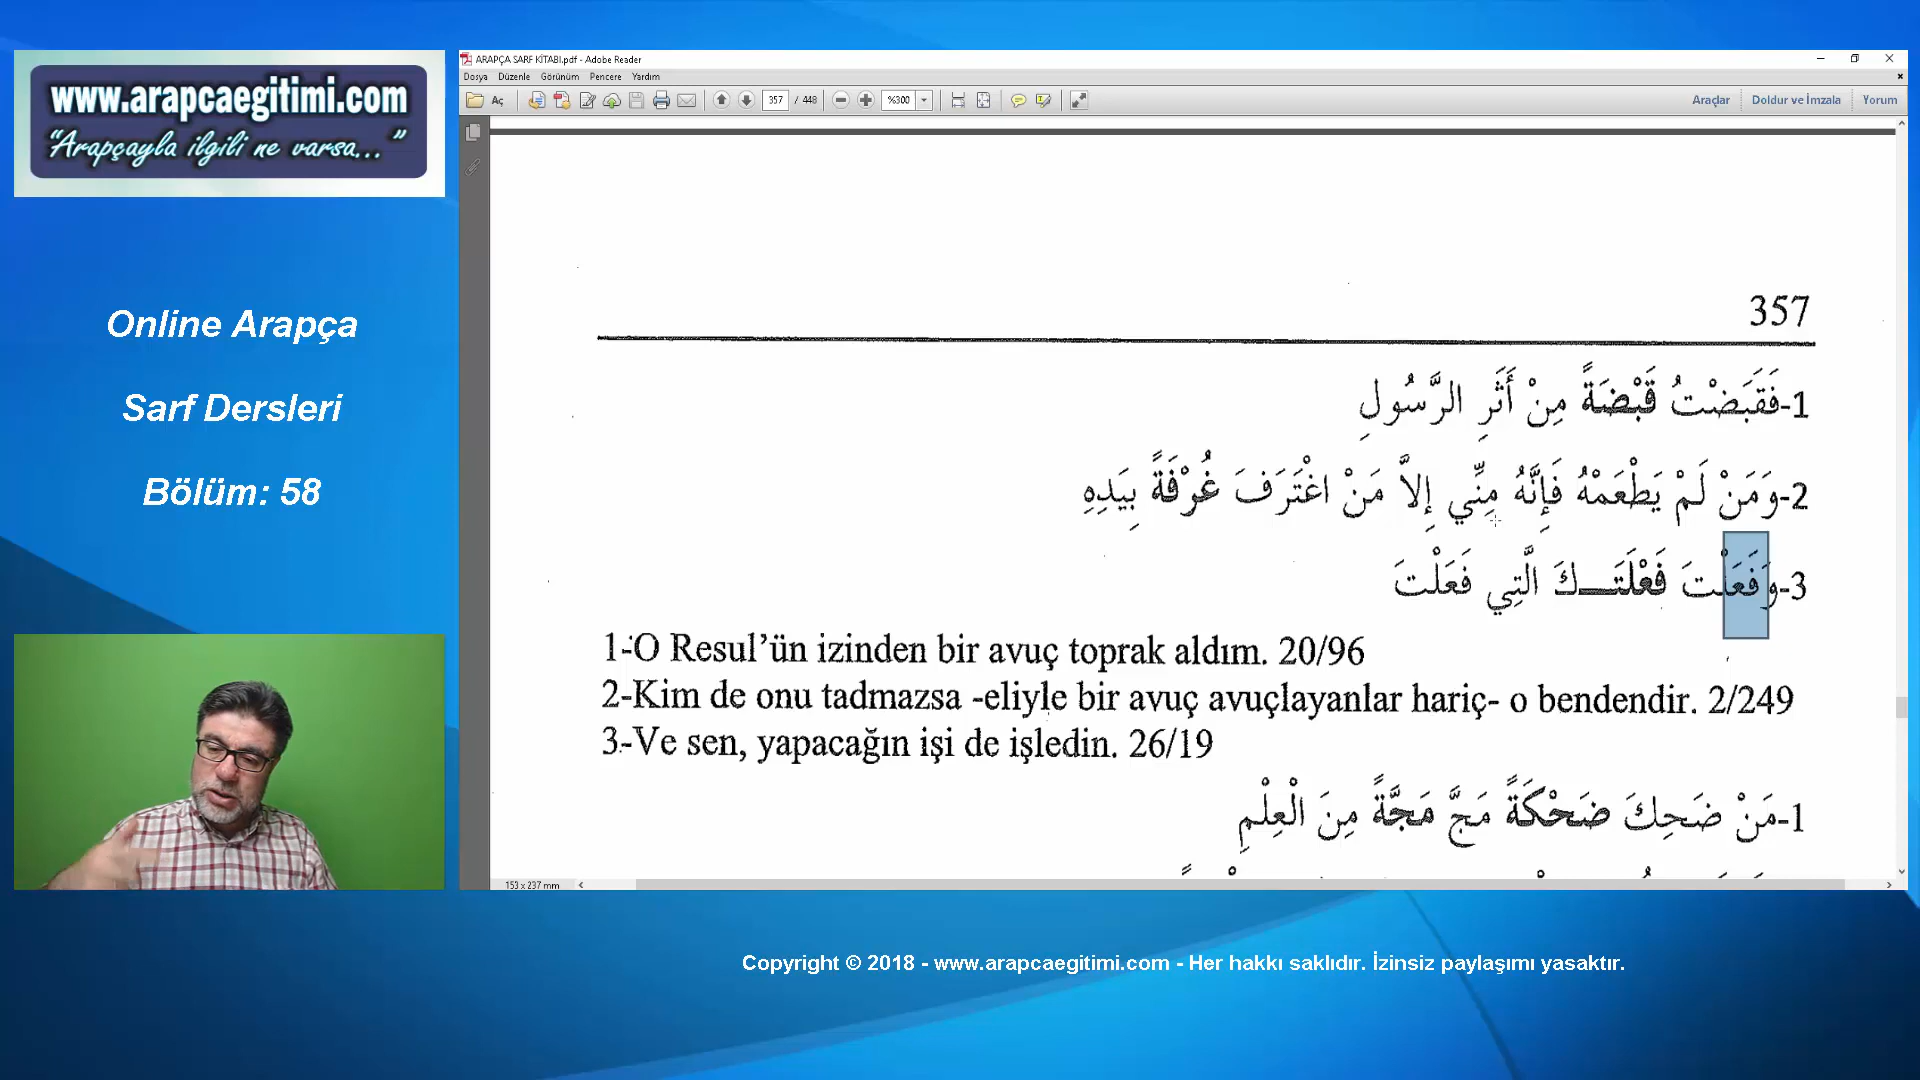 www.arapcaegitimi.com
“Arapçayla ilgili ne varsa...”
Online Arapça
Sarf Dersleri
Bölüm: 58
ARAPÇA SARF KİTABI.pdf - Adobe Reader
Dosya Düzenle Görünüm Pencere Yardım
Aç 357 / 448 %300 Araçlar Doldur ve İmzala Yorum
357
1-فَقَبَضْتُ قَبْضَةً مِنْ أَثَرِ الرَّسُولِ
2-وَمَنْ لَمْ يَطْعَمْهُ فَإِنَّهُ مِنِّي إِلاَّ مَنْ اغْتَرَفَ غُرْفَةً بِيَدِهِ
3-وَفَعَلْتَ فَعْلَتَـــكَ الَّتِي فَعَلْتَ
1-O Resul’ün izinden bir avuç toprak aldım. 20/96
2-Kim de onu tadmazsa -eliyle bir avuç avuçlayanlar hariç- o bendendir. 2/249
3-Ve sen, yapacağın işi de işledin. 26/19
1-مَنْ ضَحِكَ ضَحْكَةً مَجَّ مَجَّةً مِنَ الْعِلْمِ
153 x 237 mm
Copyright © 2018 - www.arapcaegitimi.com - Her hakkı saklıdır. İzinsiz paylaşımı yasaktır.